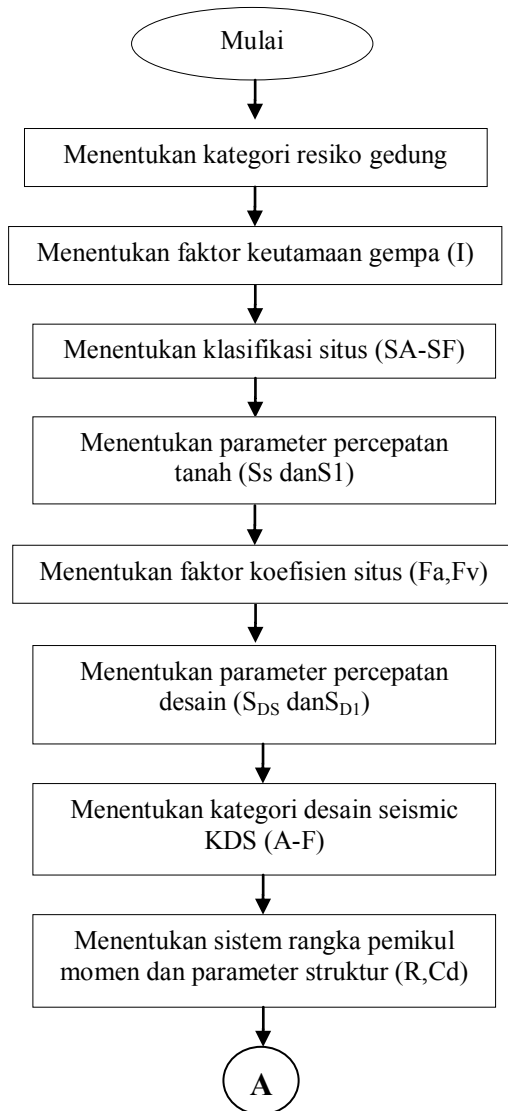 Mulai
Menentukan kategori resiko gedung
Menentukan faktor keutamaan gempa (I)
Menentukan klasifikasi situs (SA-SF)
Menentukan parameter percepatan
tanah (Ss danS1)
Menentukan faktor koefisien situs (Fa,Fv)
Menentukan parameter percepatan
desain (S_DS danS_D1)
Menentukan kategori desain seismic
KDS (A-F)
Menentukan sistem rangka pemikul
momen dan parameter struktur (R,Cd)
A